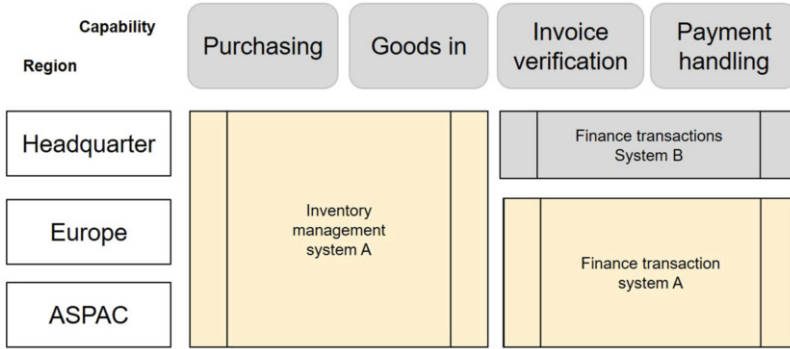 Capability
Region
Purchasing
Goods in
Invoice
verification
Payment
handling
Headquarter
Europe
ASPAC
Inventory
management
system A
Finance transactions
System B
Finance transaction
system A